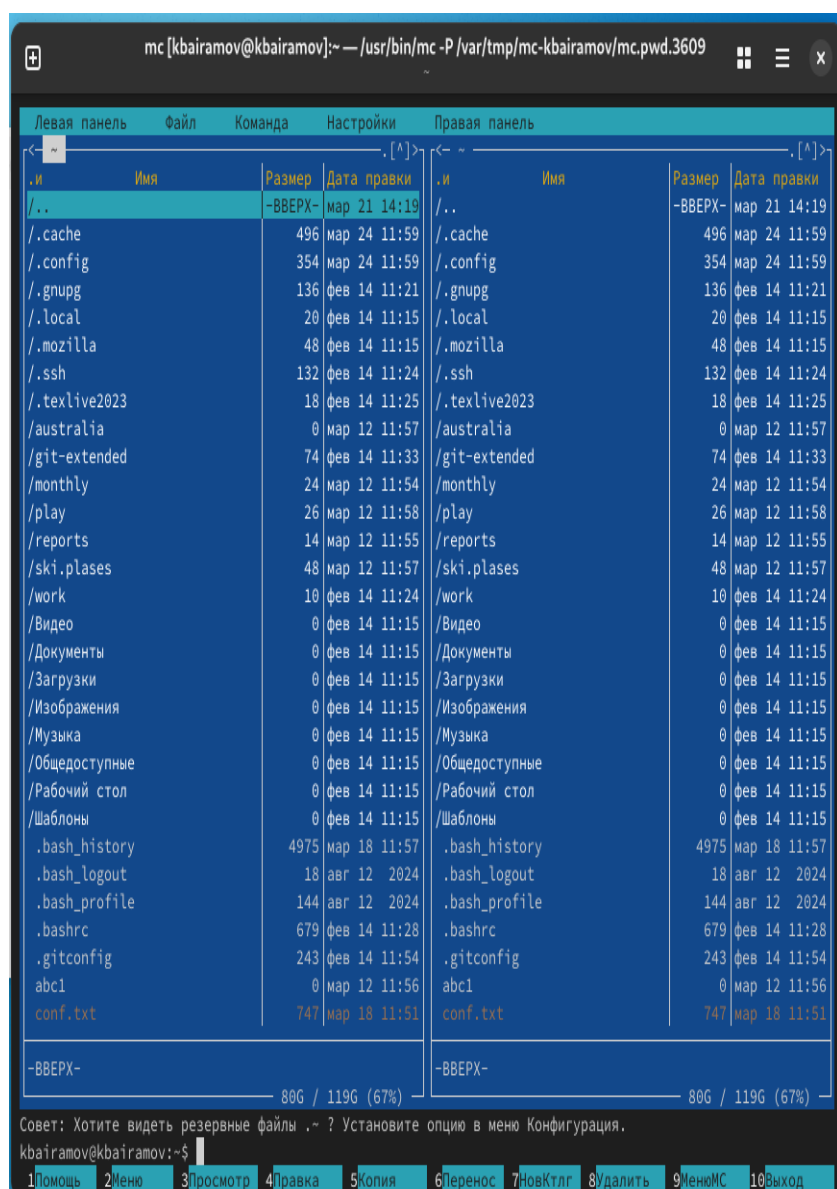 mc [kbairamov@kbairamov]:~ — /usr/bin/mc -P /var/tmp/mc-kbairamov/mc.pwd.3609
~
Левая панель Файл Команда Настройки Правая панель
<— ~ .[^]> <— ~ .[^]>
.и Имя Размер Дата правки .и Имя Размер Дата правки
/.. -ВВЕРХ- мар 21 14:19 /.. -ВВЕРХ- мар 21 14:19
/.cache 496 мар 24 11:59 /.cache 496 мар 24 11:59
/.config 354 мар 24 11:59 /.config 354 мар 24 11:59
/.gnupg 136 фев 14 11:21 /.gnupg 136 фев 14 11:21
/.local 20 фев 14 11:15 /.local 20 фев 14 11:15
/.mozilla 48 фев 14 11:15 /.mozilla 48 фев 14 11:15
/.ssh 132 фев 14 11:24 /.ssh 132 фев 14 11:24
/.texlive2023 18 фев 14 11:25 /.texlive2023 18 фев 14 11:25
/australia 0 мар 12 11:57 /australia 0 мар 12 11:57
/git-extended 74 фев 14 11:33 /git-extended 74 фев 14 11:33
/monthly 24 мар 12 11:54 /monthly 24 мар 12 11:54
/play 26 мар 12 11:58 /play 26 мар 12 11:58
/reports 14 мар 12 11:55 /reports 14 мар 12 11:55
/ski.plases 48 мар 12 11:57 /ski.plases 48 мар 12 11:57
/work 10 фев 14 11:24 /work 10 фев 14 11:24
/Видео 0 фев 14 11:15 /Видео 0 фев 14 11:15
/Документы 0 фев 14 11:15 /Документы 0 фев 14 11:15
/Загрузки 0 фев 14 11:15 /Загрузки 0 фев 14 11:15
/Изображения 0 фев 14 11:15 /Изображения 0 фев 14 11:15
/Музыка 0 фев 14 11:15 /Музыка 0 фев 14 11:15
/Общедоступные 0 фев 14 11:15 /Общедоступные 0 фев 14 11:15
/Рабочий стол 0 фев 14 11:15 /Рабочий стол 0 фев 14 11:15
/Шаблоны 0 фев 14 11:15 /Шаблоны 0 фев 14 11:15
.bash_history 4975 мар 18 11:57 .bash_history 4975 мар 18 11:57
.bash_logout 18 авг 12 2024 .bash_logout 18 авг 12 2024
.bash_profile 144 авг 12 2024 .bash_profile 144 авг 12 2024
.bashrc 679 фев 14 11:28 .bashrc 679 фев 14 11:28
.gitconfig 243 фев 14 11:54 .gitconfig 243 фев 14 11:54
abc1 0 мар 12 11:56 abc1 0 мар 12 11:56
conf.txt 747 мар 18 11:51 conf.txt 747 мар 18 11:51
-ВВЕРХ- -ВВЕРХ-
80G / 119G (67%) 80G / 119G (67%)
Совет: Хотите видеть резервные файлы .~ ? Установите опцию в меню Конфигурация.
kbairamov@kbairamov:~$
1Помощь 2Меню 3Просмотр 4Правка 5Копия 6Перенос 7НовКтлг 8Удалить 9МенюМС 10Выход